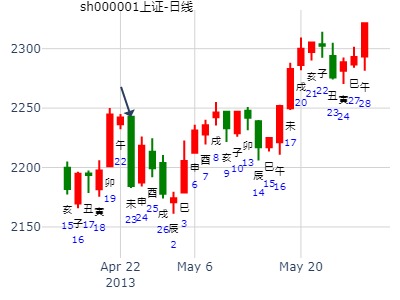 sh000001上证-日线
2300
2250
2200
2150
亥
15
子
16
丑
17
寅
18
卯
19
午
22
未
23
申
24
酉
25
戌
26
辰
2
巳
3
午
6
酉
7
戌
8
亥
9
子
10
丑
13
辰
14
巳
15
午
16
未
17
戌
20
亥
21
子
22
丑
23
寅
24
巳
27
午
28
Apr 22
2013
May 6
May 20